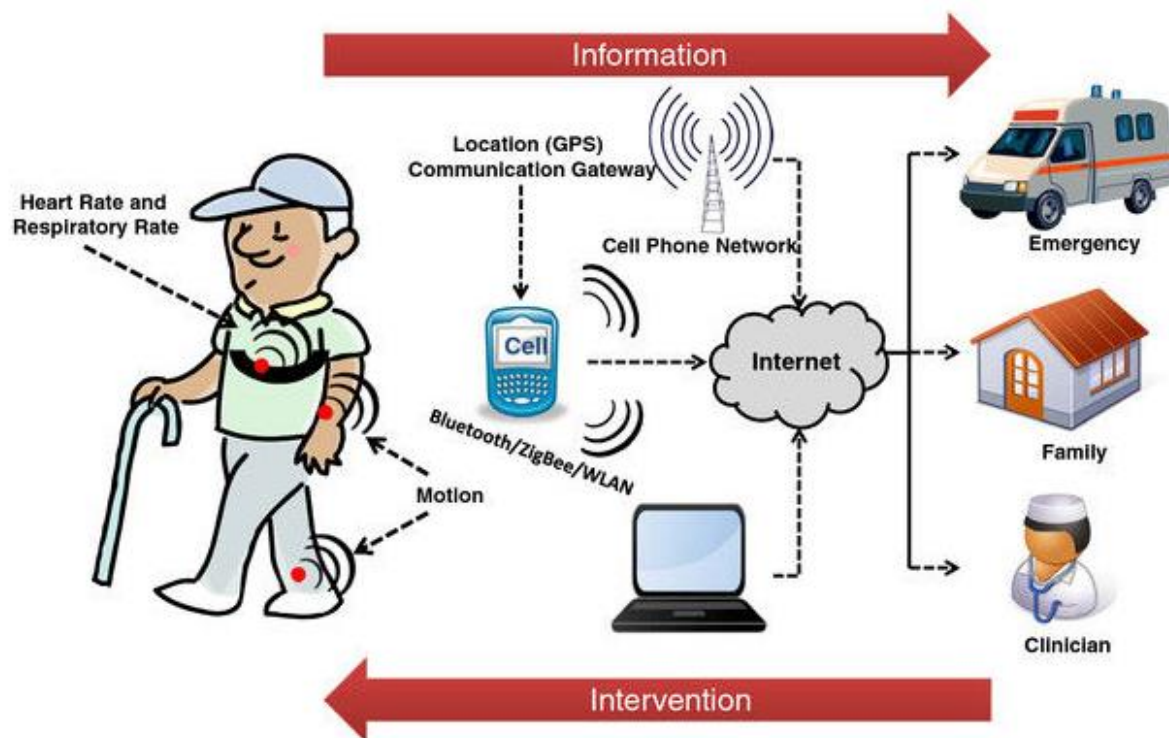 Information
Location (GPS)
Communication Gateway
Heart Rate and
Respiratory Rate
Cell Phone Network
Emergency
Cell
Internet
Bluetooth/ZigBee/WLAN
Family
Motion
Clinician
Intervention